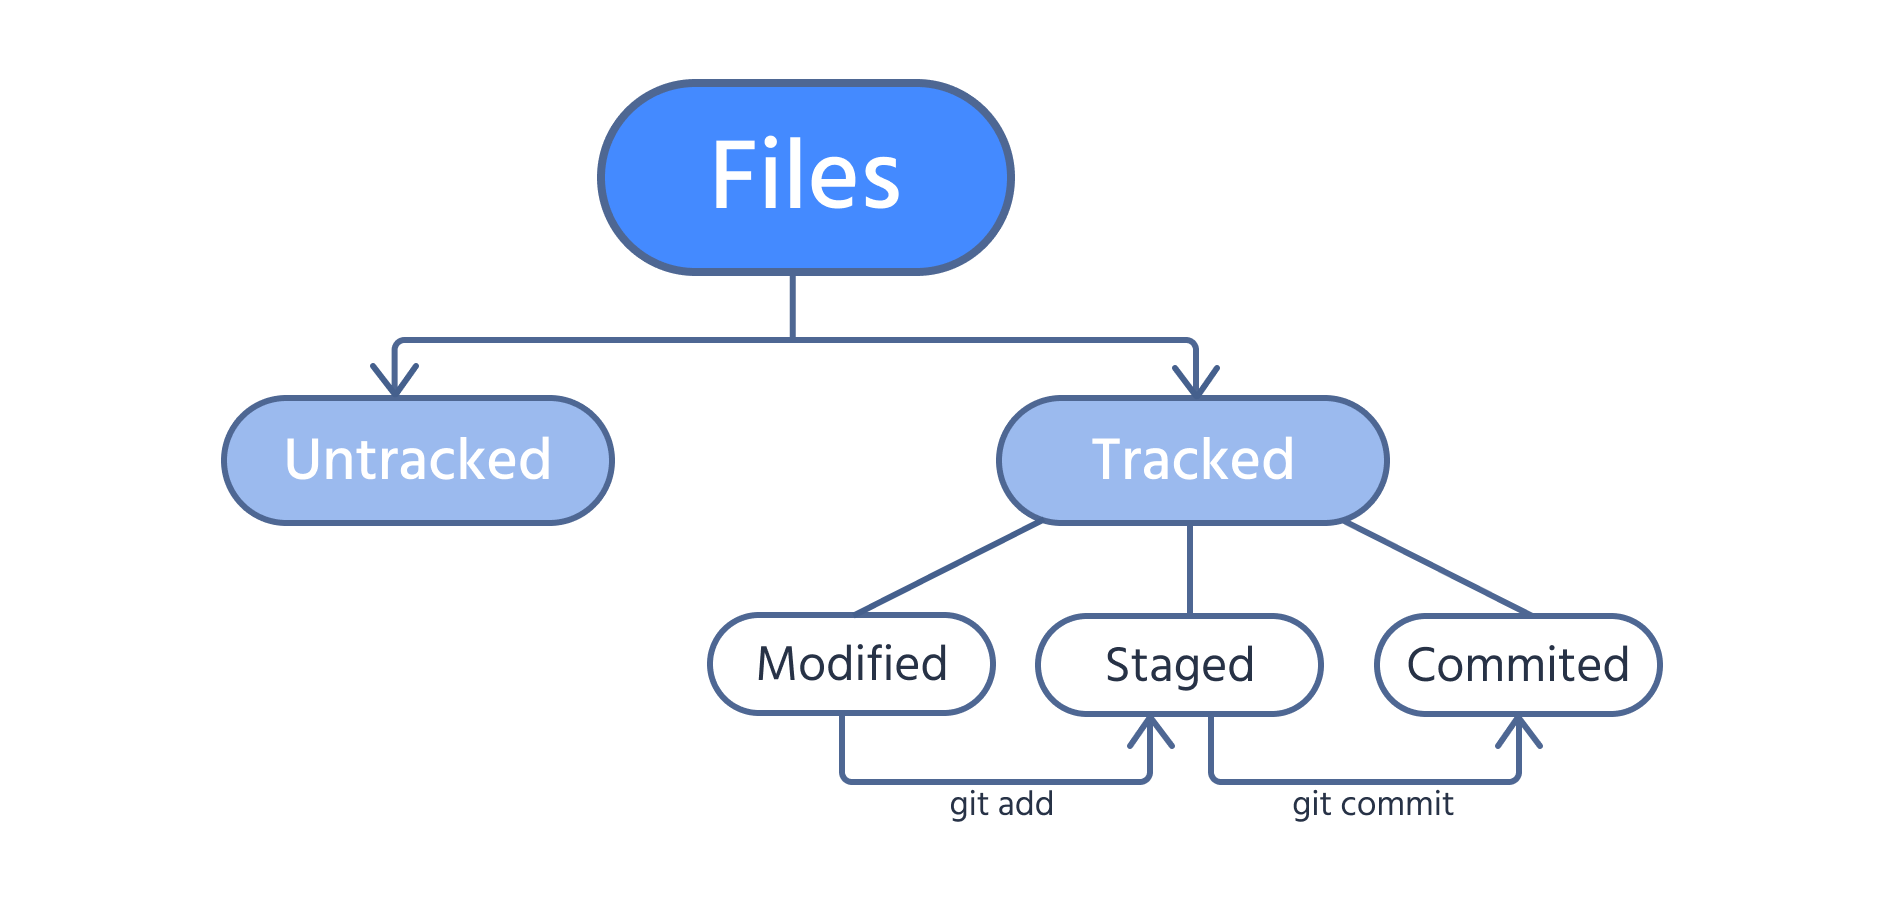 Files
Untracked
Tracked
Modified
Staged
Commited
git add
git commit